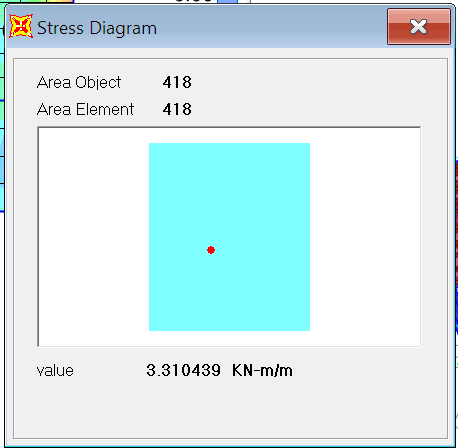 Stress Diagram
Area Object 418
Area Element 418
value 3.310439 KN-m/m